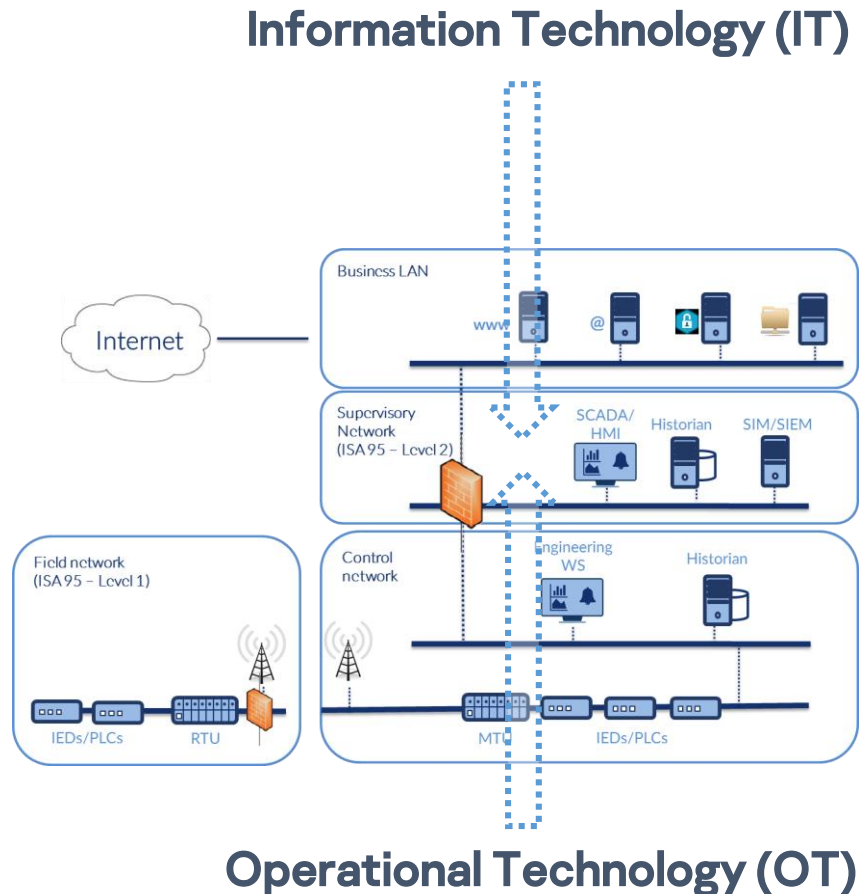 Information Technology (IT)
Business LAN
Internet
www
@
Supervisory
Network
(ISA 95 – Level 2)
SCADA/
HMI
Historian
SIM/SIEM
Field network
(ISA 95 – Level 1)
Control
network
Engineering
WS
Historian
IEDs/PLCs
RTU
MTU
IEDs/PLCs
Operational Technology (OT)